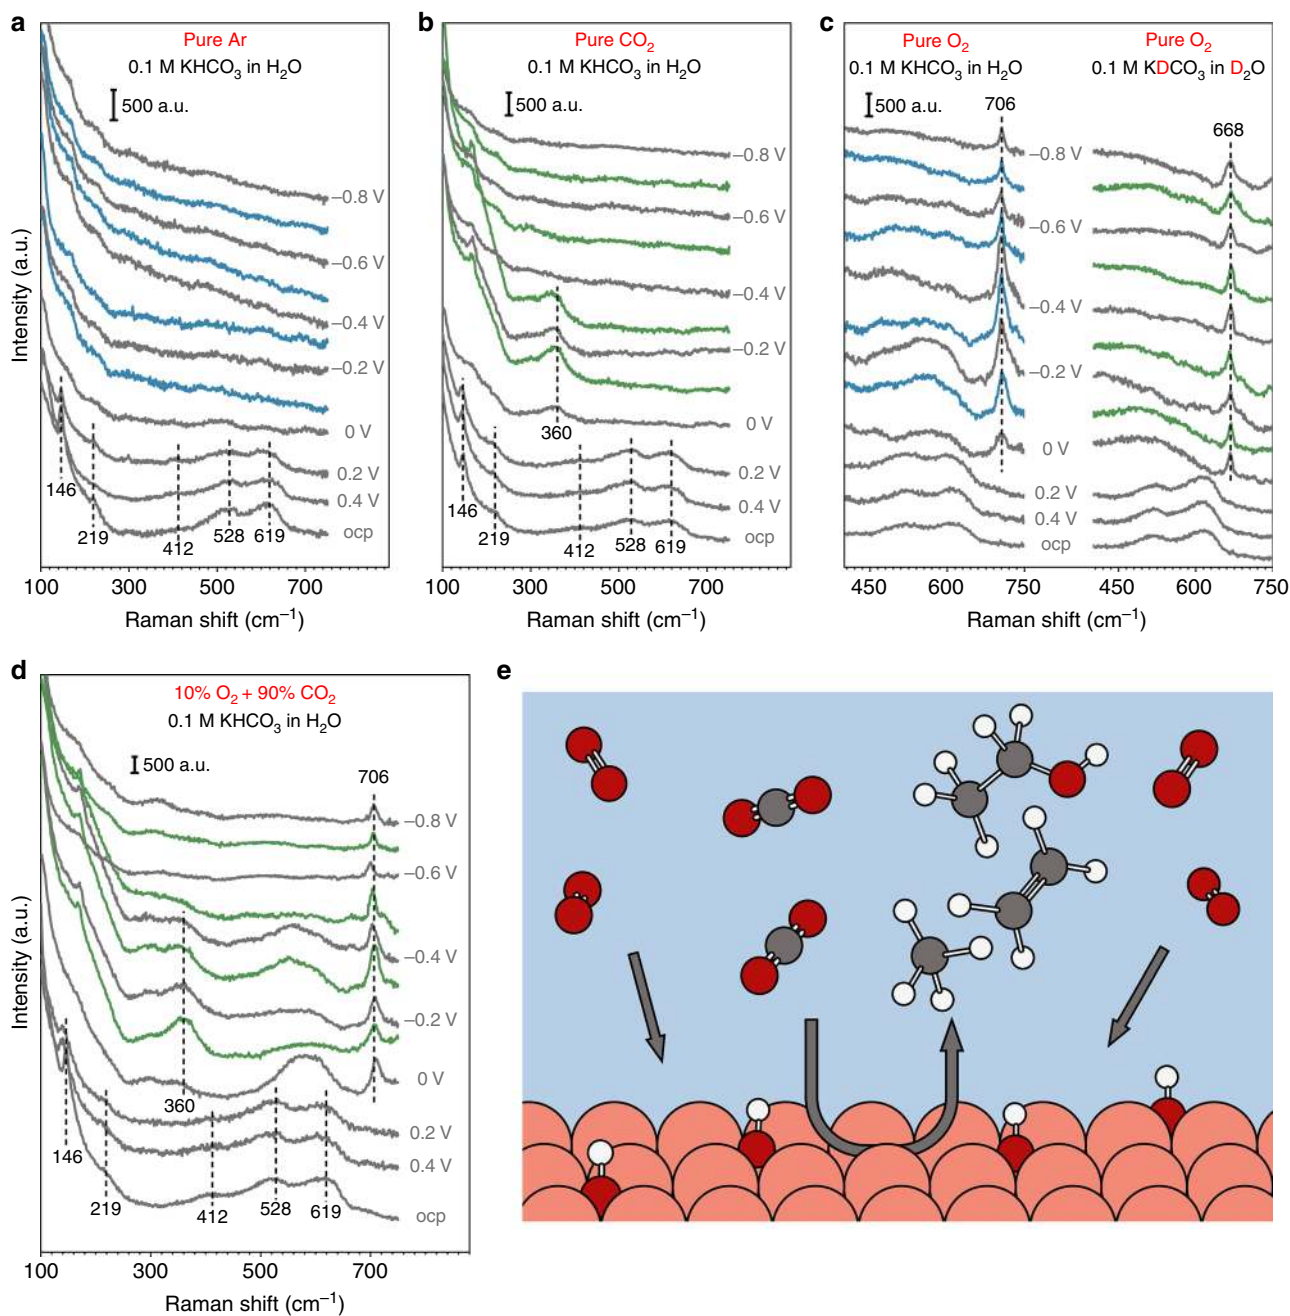 a
Pure Ar
0.1 M KHCO₃ in H₂O
500 a.u.
−0.8 V
−0.6 V
−0.4 V
−0.2 V
0 V
0.2 V
0.4 V
ocp
146
219
412
528
619
100
300
500
700
Raman shift (cm⁻¹)
Intensity (a.u.)
b
Pure CO₂
0.1 M KHCO₃ in H₂O
500 a.u.
−0.8 V
−0.6 V
−0.4 V
−0.2 V
0 V
0.2 V
0.4 V
ocp
360
146
219
412
528
619
100
300
500
700
Raman shift (cm⁻¹)
c
Pure O₂
0.1 M KHCO₃ in H₂O
500 a.u.
706
Pure O₂
0.1 M KDCO₃ in D₂O
668
−0.8 V
−0.6 V
−0.4 V
−0.2 V
0 V
0.2 V
0.4 V
ocp
450
600
750
450
600
750
Raman shift (cm⁻¹)
d
10% O₂ + 90% CO₂
0.1 M KHCO₃ in H₂O
500 a.u.
706
−0.8 V
−0.6 V
−0.4 V
−0.2 V
0 V
0.2 V
0.4 V
ocp
360
146
219
412
528
619
100
300
500
700
Raman shift (cm⁻¹)
Intensity (a.u.)
e